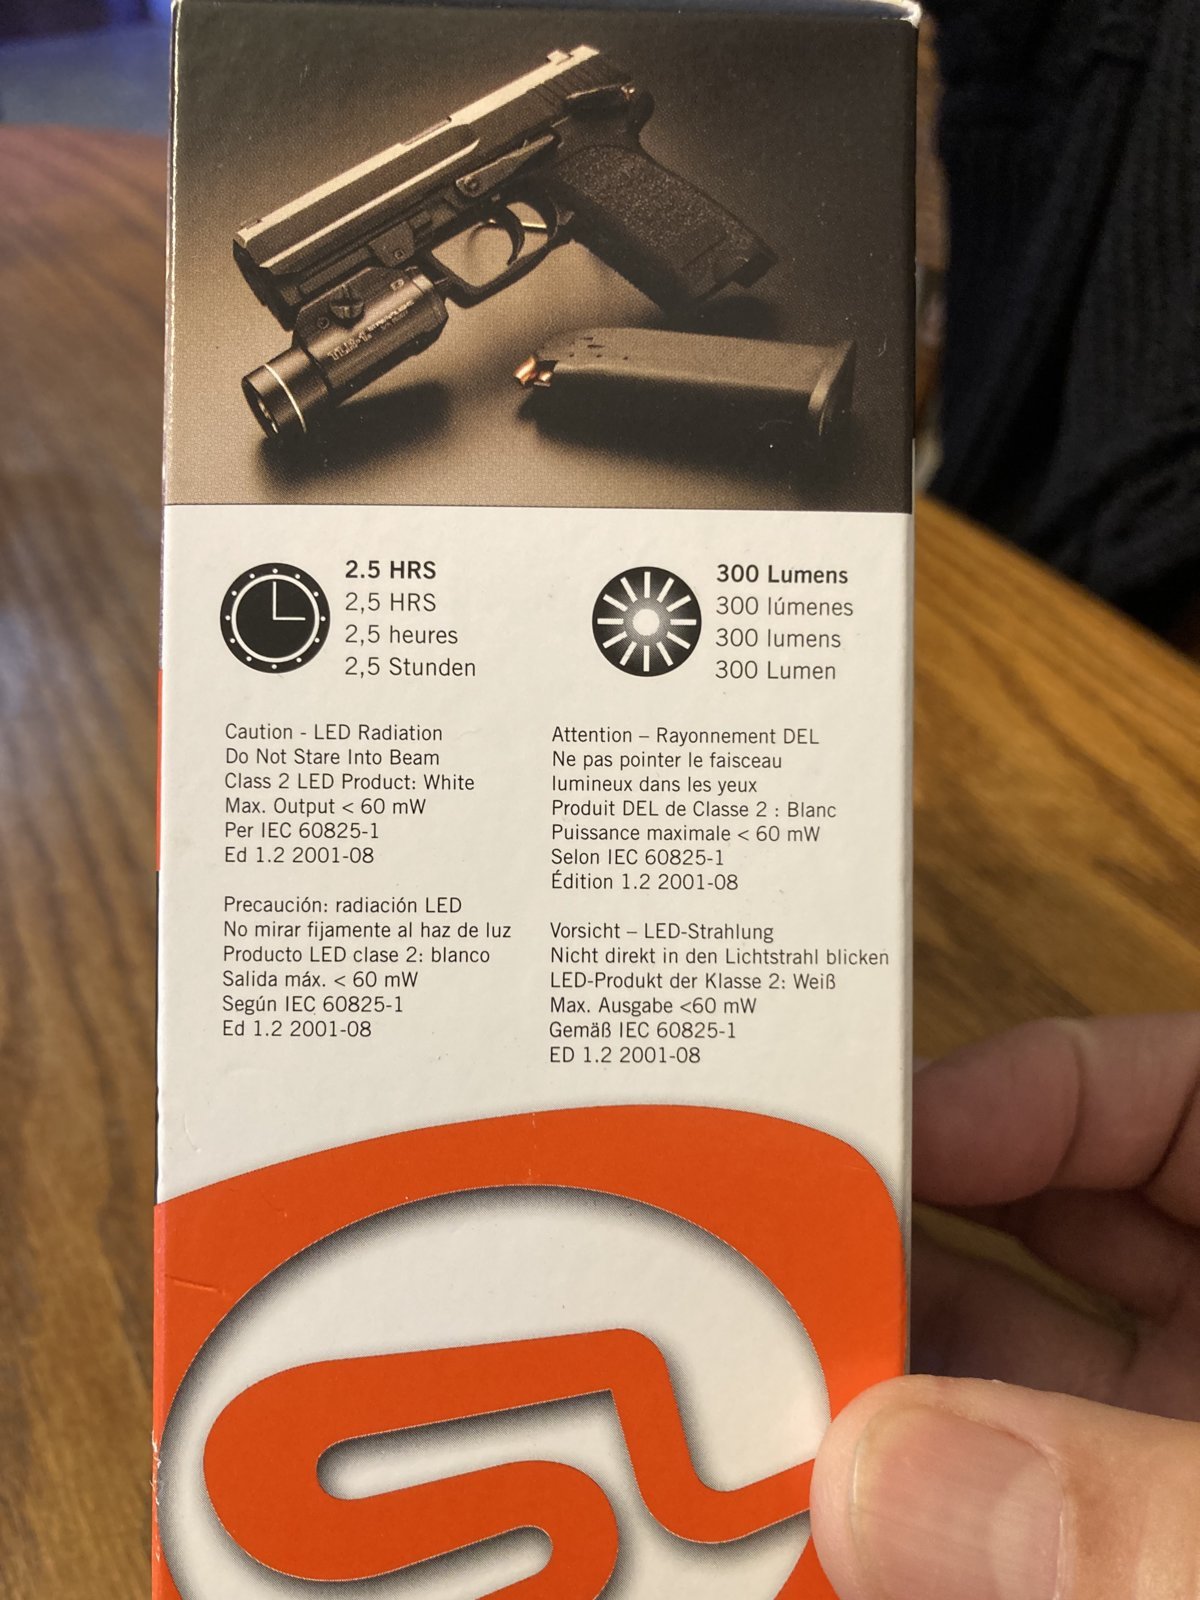 TLR-1
2.5 HRS
2,5 HRS
2,5 heures
2,5 Stunden
300 Lumens
300 lúmenes
300 lumens
300 Lumen
Caution - LED Radiation
Do Not Stare Into Beam
Class 2 LED Product: White
Max. Output < 60 mW
Per IEC 60825-1
Ed 1.2 2001-08
Precaución: radiación LED
No mirar fijamente al haz de luz
Producto LED clase 2: blanco
Salida máx. < 60 mW
Según IEC 60825-1
Ed 1.2 2001-08
Attention – Rayonnement DEL
Ne pas pointer le faisceau
lumineux dans les yeux
Produit DEL de Classe 2 : Blanc
Puissance maximale < 60 mW
Selon IEC 60825-1
Édition 1.2 2001-08
Vorsicht – LED-Strahlung
Nicht direkt in den Lichtstrahl blicken
LED-Produkt der Klasse 2: Weiß
Max. Ausgabe <60 mW
Gemäß IEC 60825-1
ED 1.2 2001-08